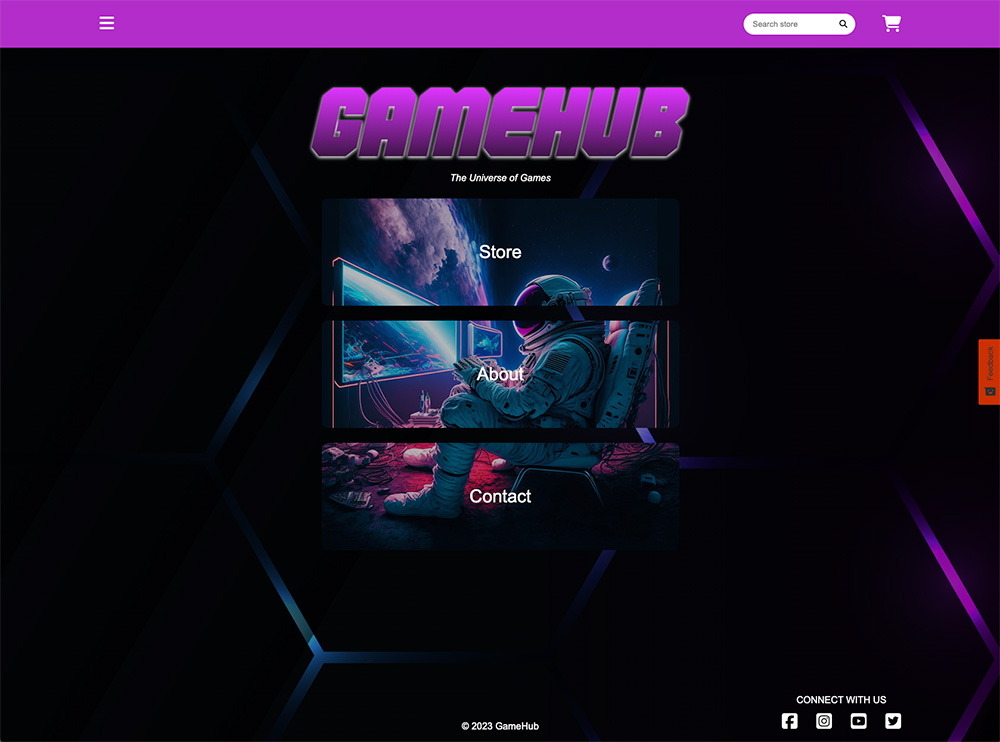 Search store
GAMEHUB
The Universe of Games
Store
About
Contact
Feedback
CONNECT WITH US
© 2023 GameHub